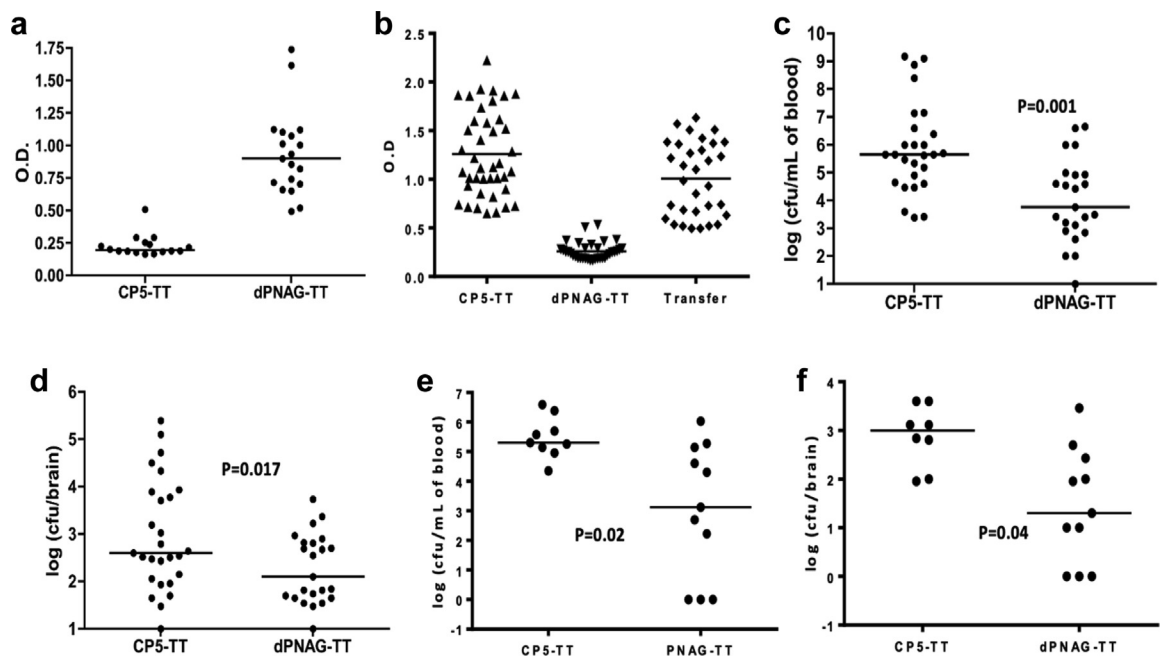 a
O.D.
1.75
1.50
1.25
1.00
0.75
0.50
0.25
0.00
CP5-TT dPNAG-TT
b
O.D
2.5
2.0
1.5
1.0
0.5
0.0
CP5-TT dPNAG-TT Transfer
c
log (cfu/mL of blood)
10
9
8
7
6
5
4
3
2
1
P=0.001
CP5-TT dPNAG-TT
d
log (cfu/brain)
6
5
4
3
2
1
P=0.017
CP5-TT dPNAG-TT
e
log (cfu/mL of blood)
7
6
5
4
3
2
1
0
-1
P=0.02
CP5-TT PNAG-TT
f
log (cfu/brain)
4
3
2
1
0
-1
P=0.04
CP5-TT dPNAG-TT